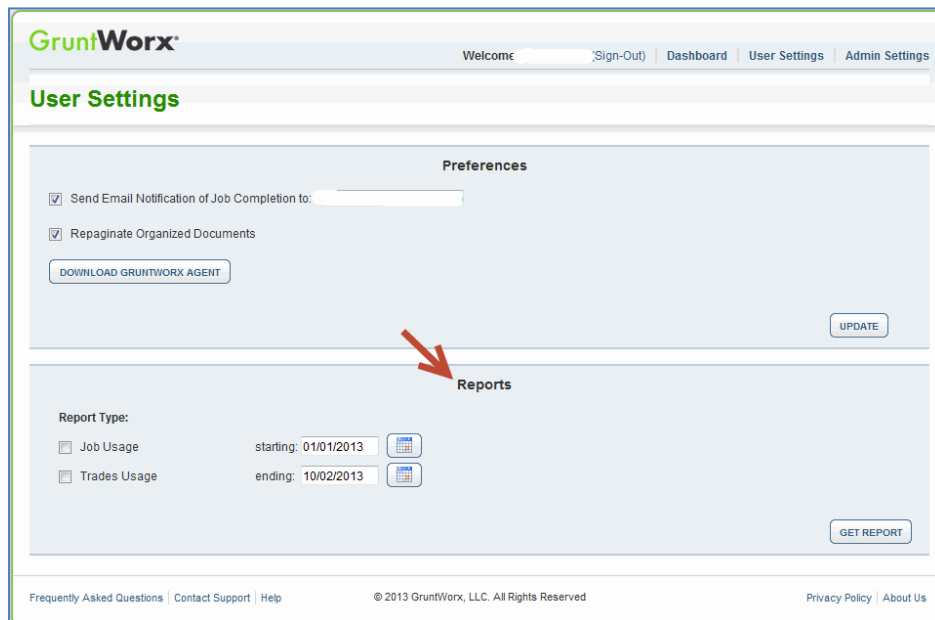 GruntWorx®
Welcome (Sign-Out) | Dashboard | User Settings | Admin Settings
User Settings
Preferences
Send Email Notification of Job Completion to:
Repaginate Organized Documents
DOWNLOAD GRUNTWORX AGENT
UPDATE
Reports
Report Type:
Job Usage starting: 01/01/2013
Trades Usage ending: 10/02/2013
GET REPORT
Frequently Asked Questions | Contact Support | Help © 2013 GruntWorx, LLC. All Rights Reserved Privacy Policy | About Us